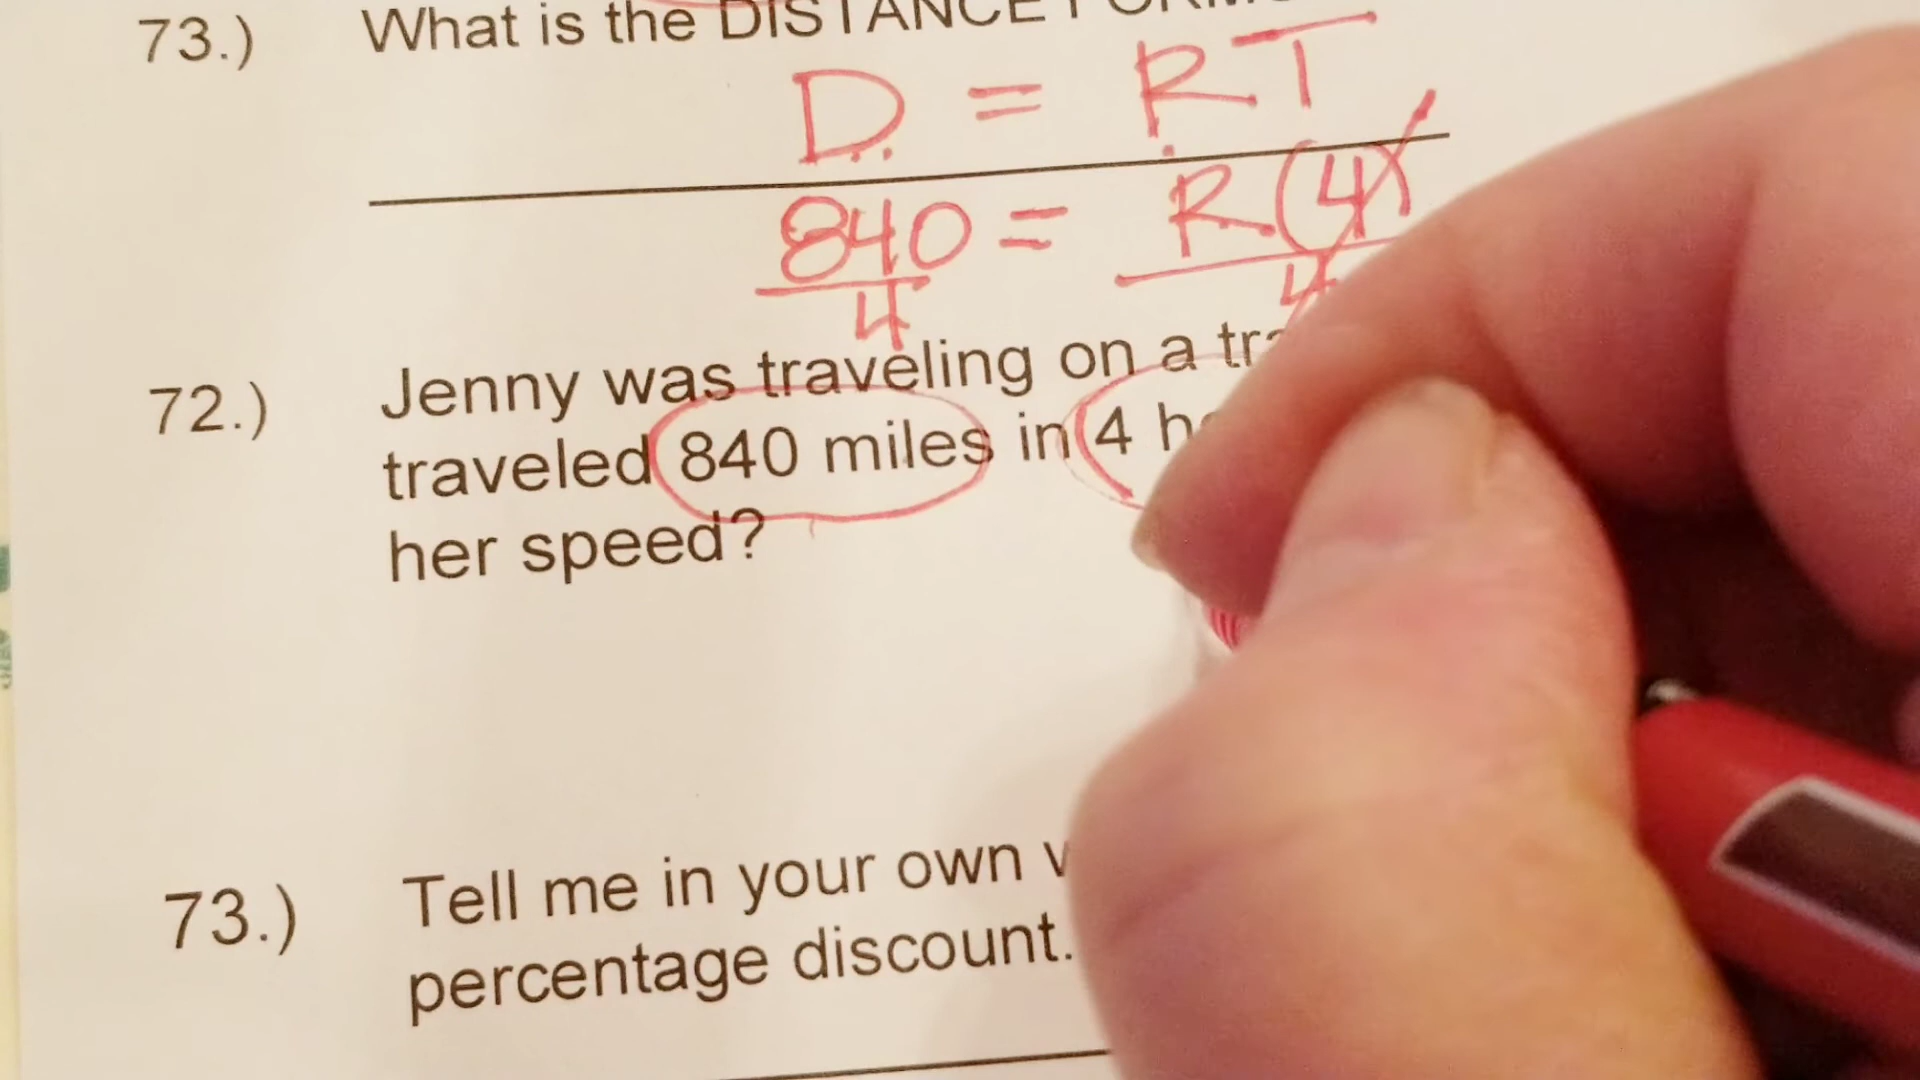 73.) What is the DISTANCE
D = RT
840 = R(4)
4 4
72.) Jenny was traveling on a
traveled 840 miles in 4
her speed?
73.) Tell me in your own
percentage discount.